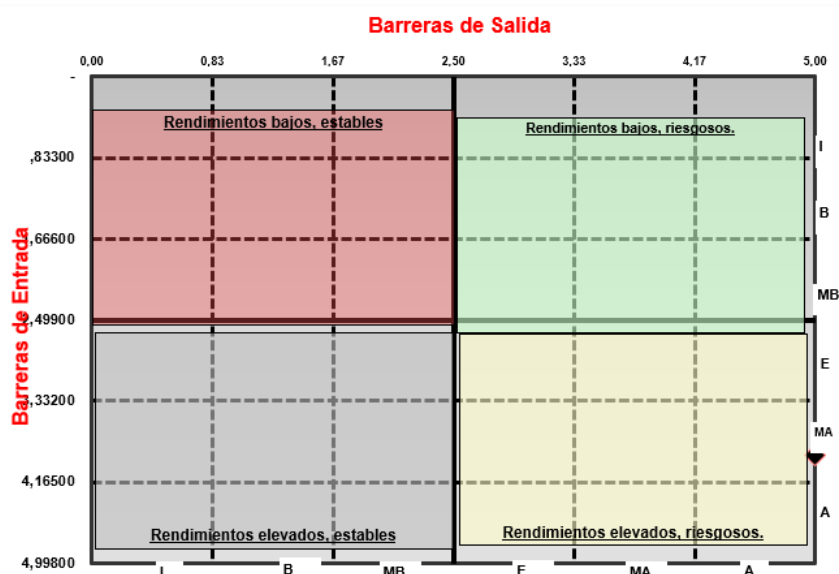 Barreras de Salida
0,00 0,83 1,67 2,50 3,33 4,17 5,00
-
Rendimientos bajos, estables
Rendimientos bajos, riesgosos.
,83300
I
B
,66600
MB
,49900
Barreras de Entrada
E
,33200
MA
4,16500
A
Rendimientos elevados, estables
Rendimientos elevados, riesgosos.
4,99800
I B MB E MA A